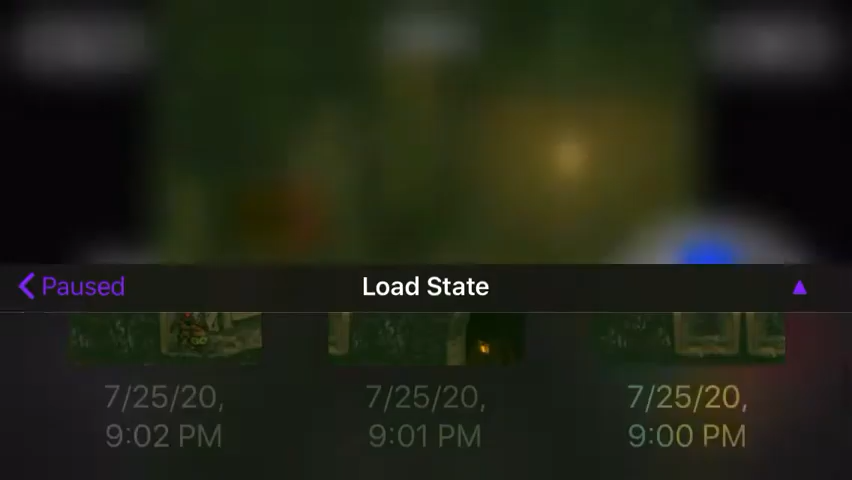 Paused
Load State
7/25/20,
9:02 PM
7/25/20,
9:01 PM
7/25/20,
9:00 PM